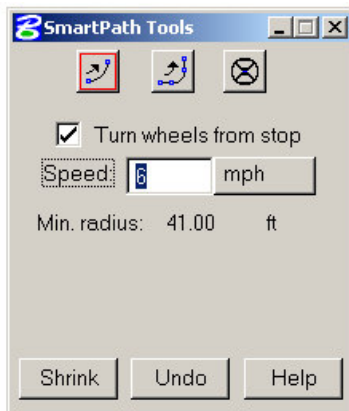 SmartPath Tools
Turn wheels from stop
Speed: 6 mph
Min. radius: 41.00 ft
Shrink Undo Help